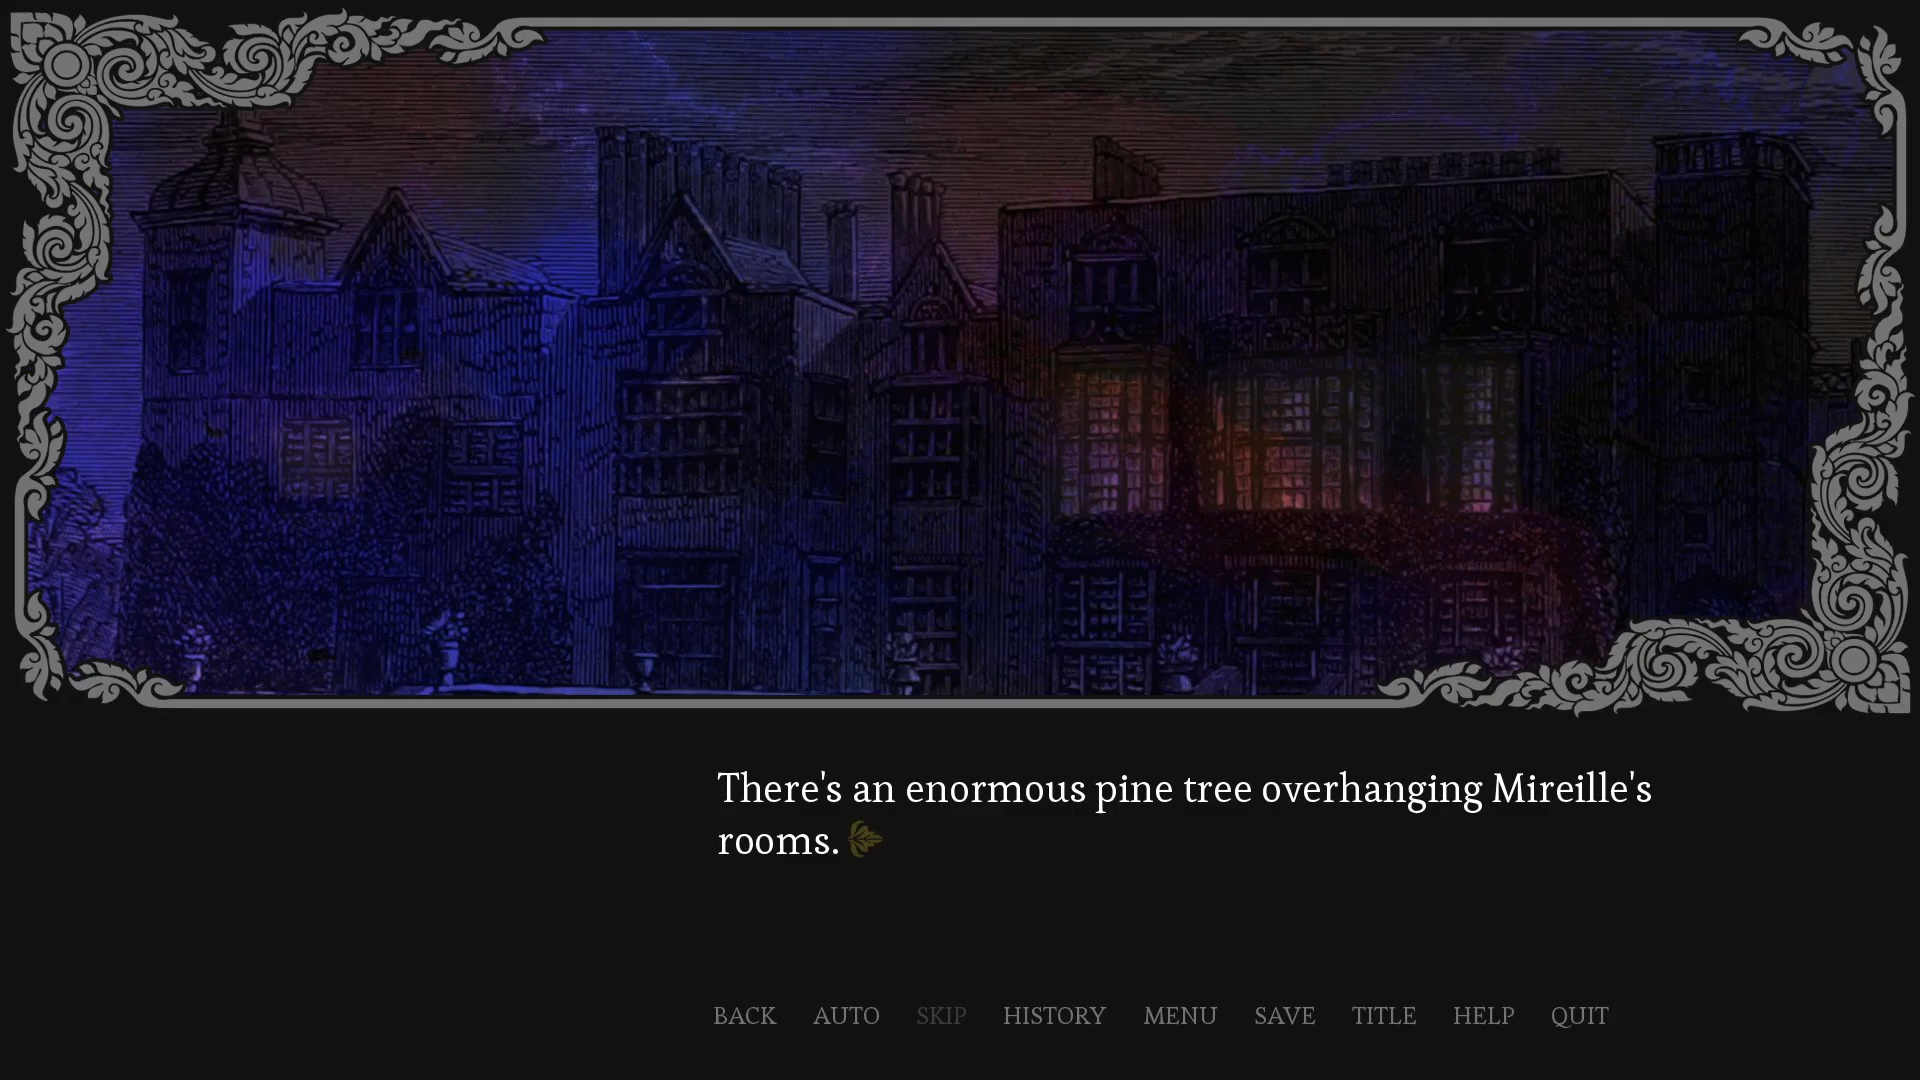 There's an enormous pine tree overhanging Mireille's
rooms.
BACK AUTO SKIP HISTORY MENU SAVE TITLE HELP QUIT